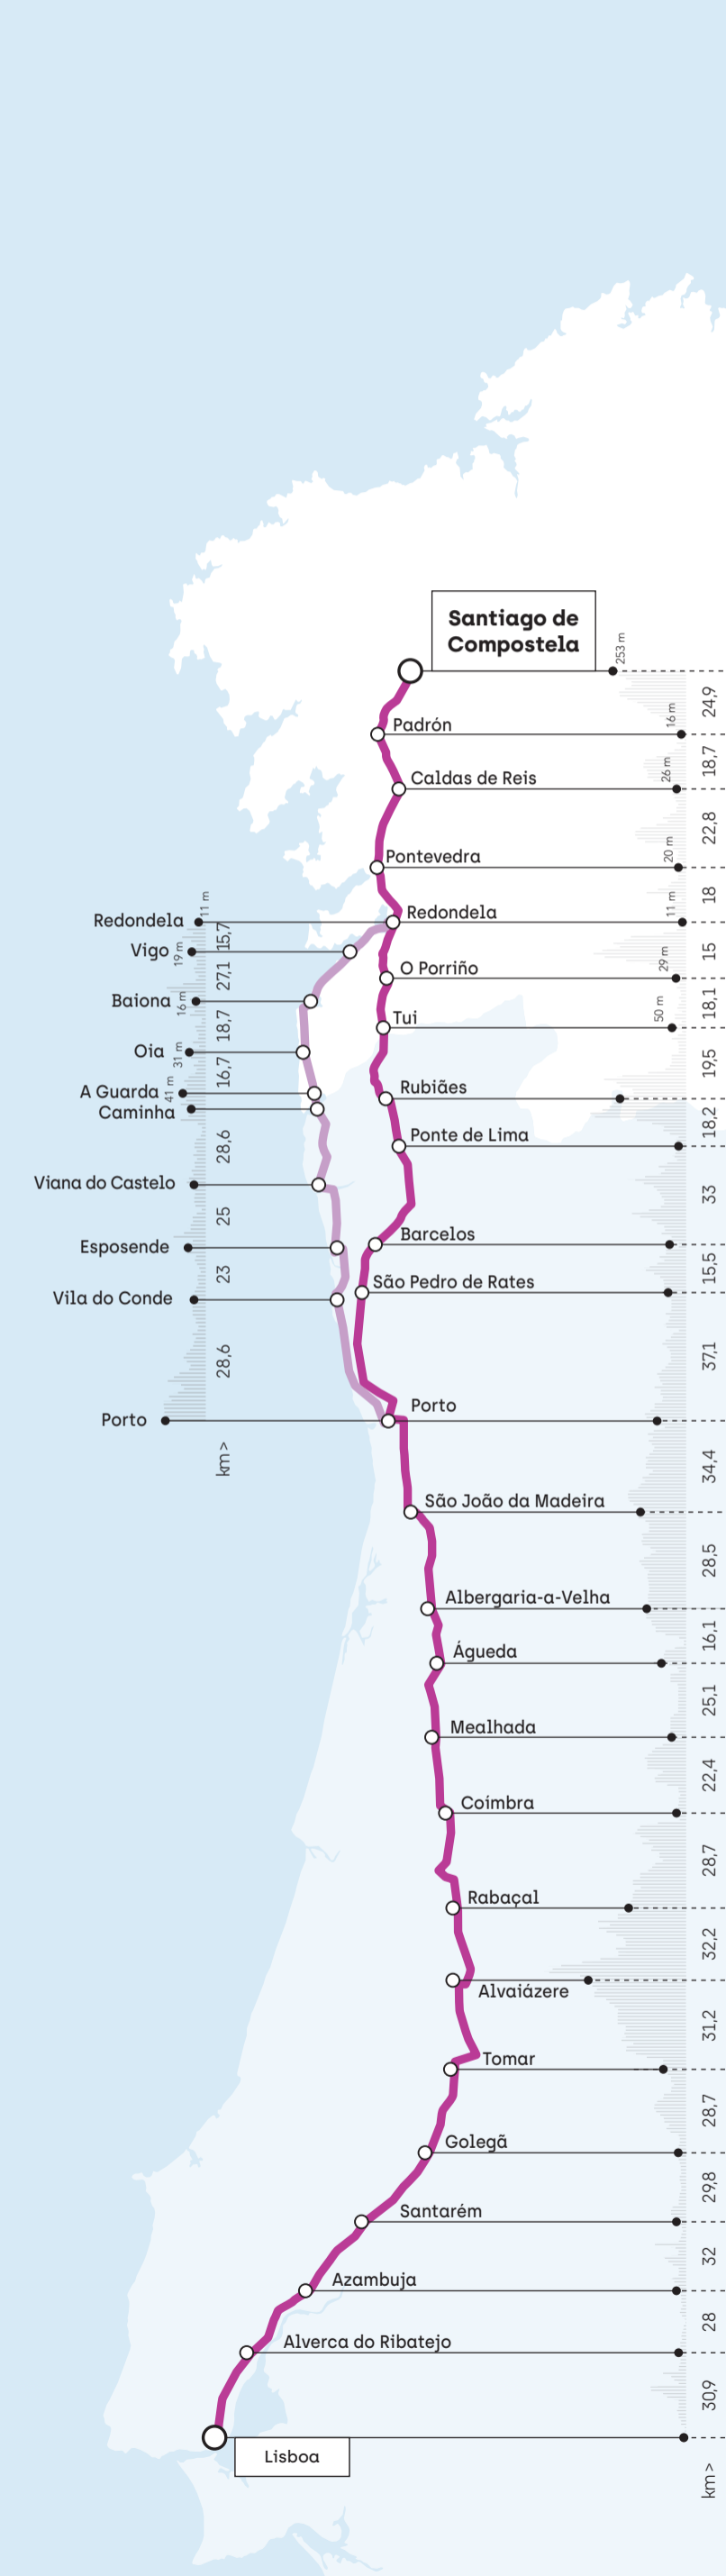 Santiago de
Compostela
253 m
24,9
Padrón
16 m
18,7
Caldas de Reis
26 m
22,8
Pontevedra
20 m
18
Redondela
11 m
15,7
Redondela
11 m
15
Vigo
19 m
27,1
O Porriño
29 m
18,1
Baiona
16 m
18,7
Tui
50 m
19,5
Oia
31 m
16,7
A Guarda
41 m
Caminha
28,6
Rubiães
18,2
Ponte de Lima
33
Viana do Castelo
25
Barcelos
15,5
Esposende
23
São Pedro de Rates
37,1
Vila do Conde
28,6
Porto
km >
Porto
34,4
São João da Madeira
28,5
Albergaria-a-Velha
16,1
Águeda
25,1
Mealhada
22,4
Coímbra
28,7
Rabaçal
32,2
Alvaiázere
31,2
Tomar
28,7
Golegã
29,8
Santarém
32
Azambuja
28
Alverca do Ribatejo
30,9
Lisboa
km >